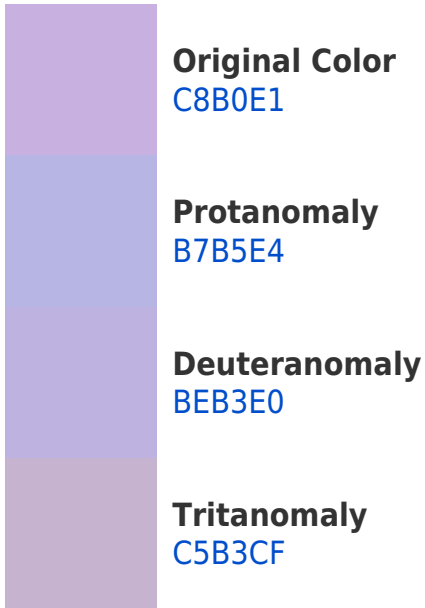 Original Color
C8B0E1
Protanomaly
B7B5E4
Deuteranomaly
BEB3E0
Tritanomaly
C5B3CF